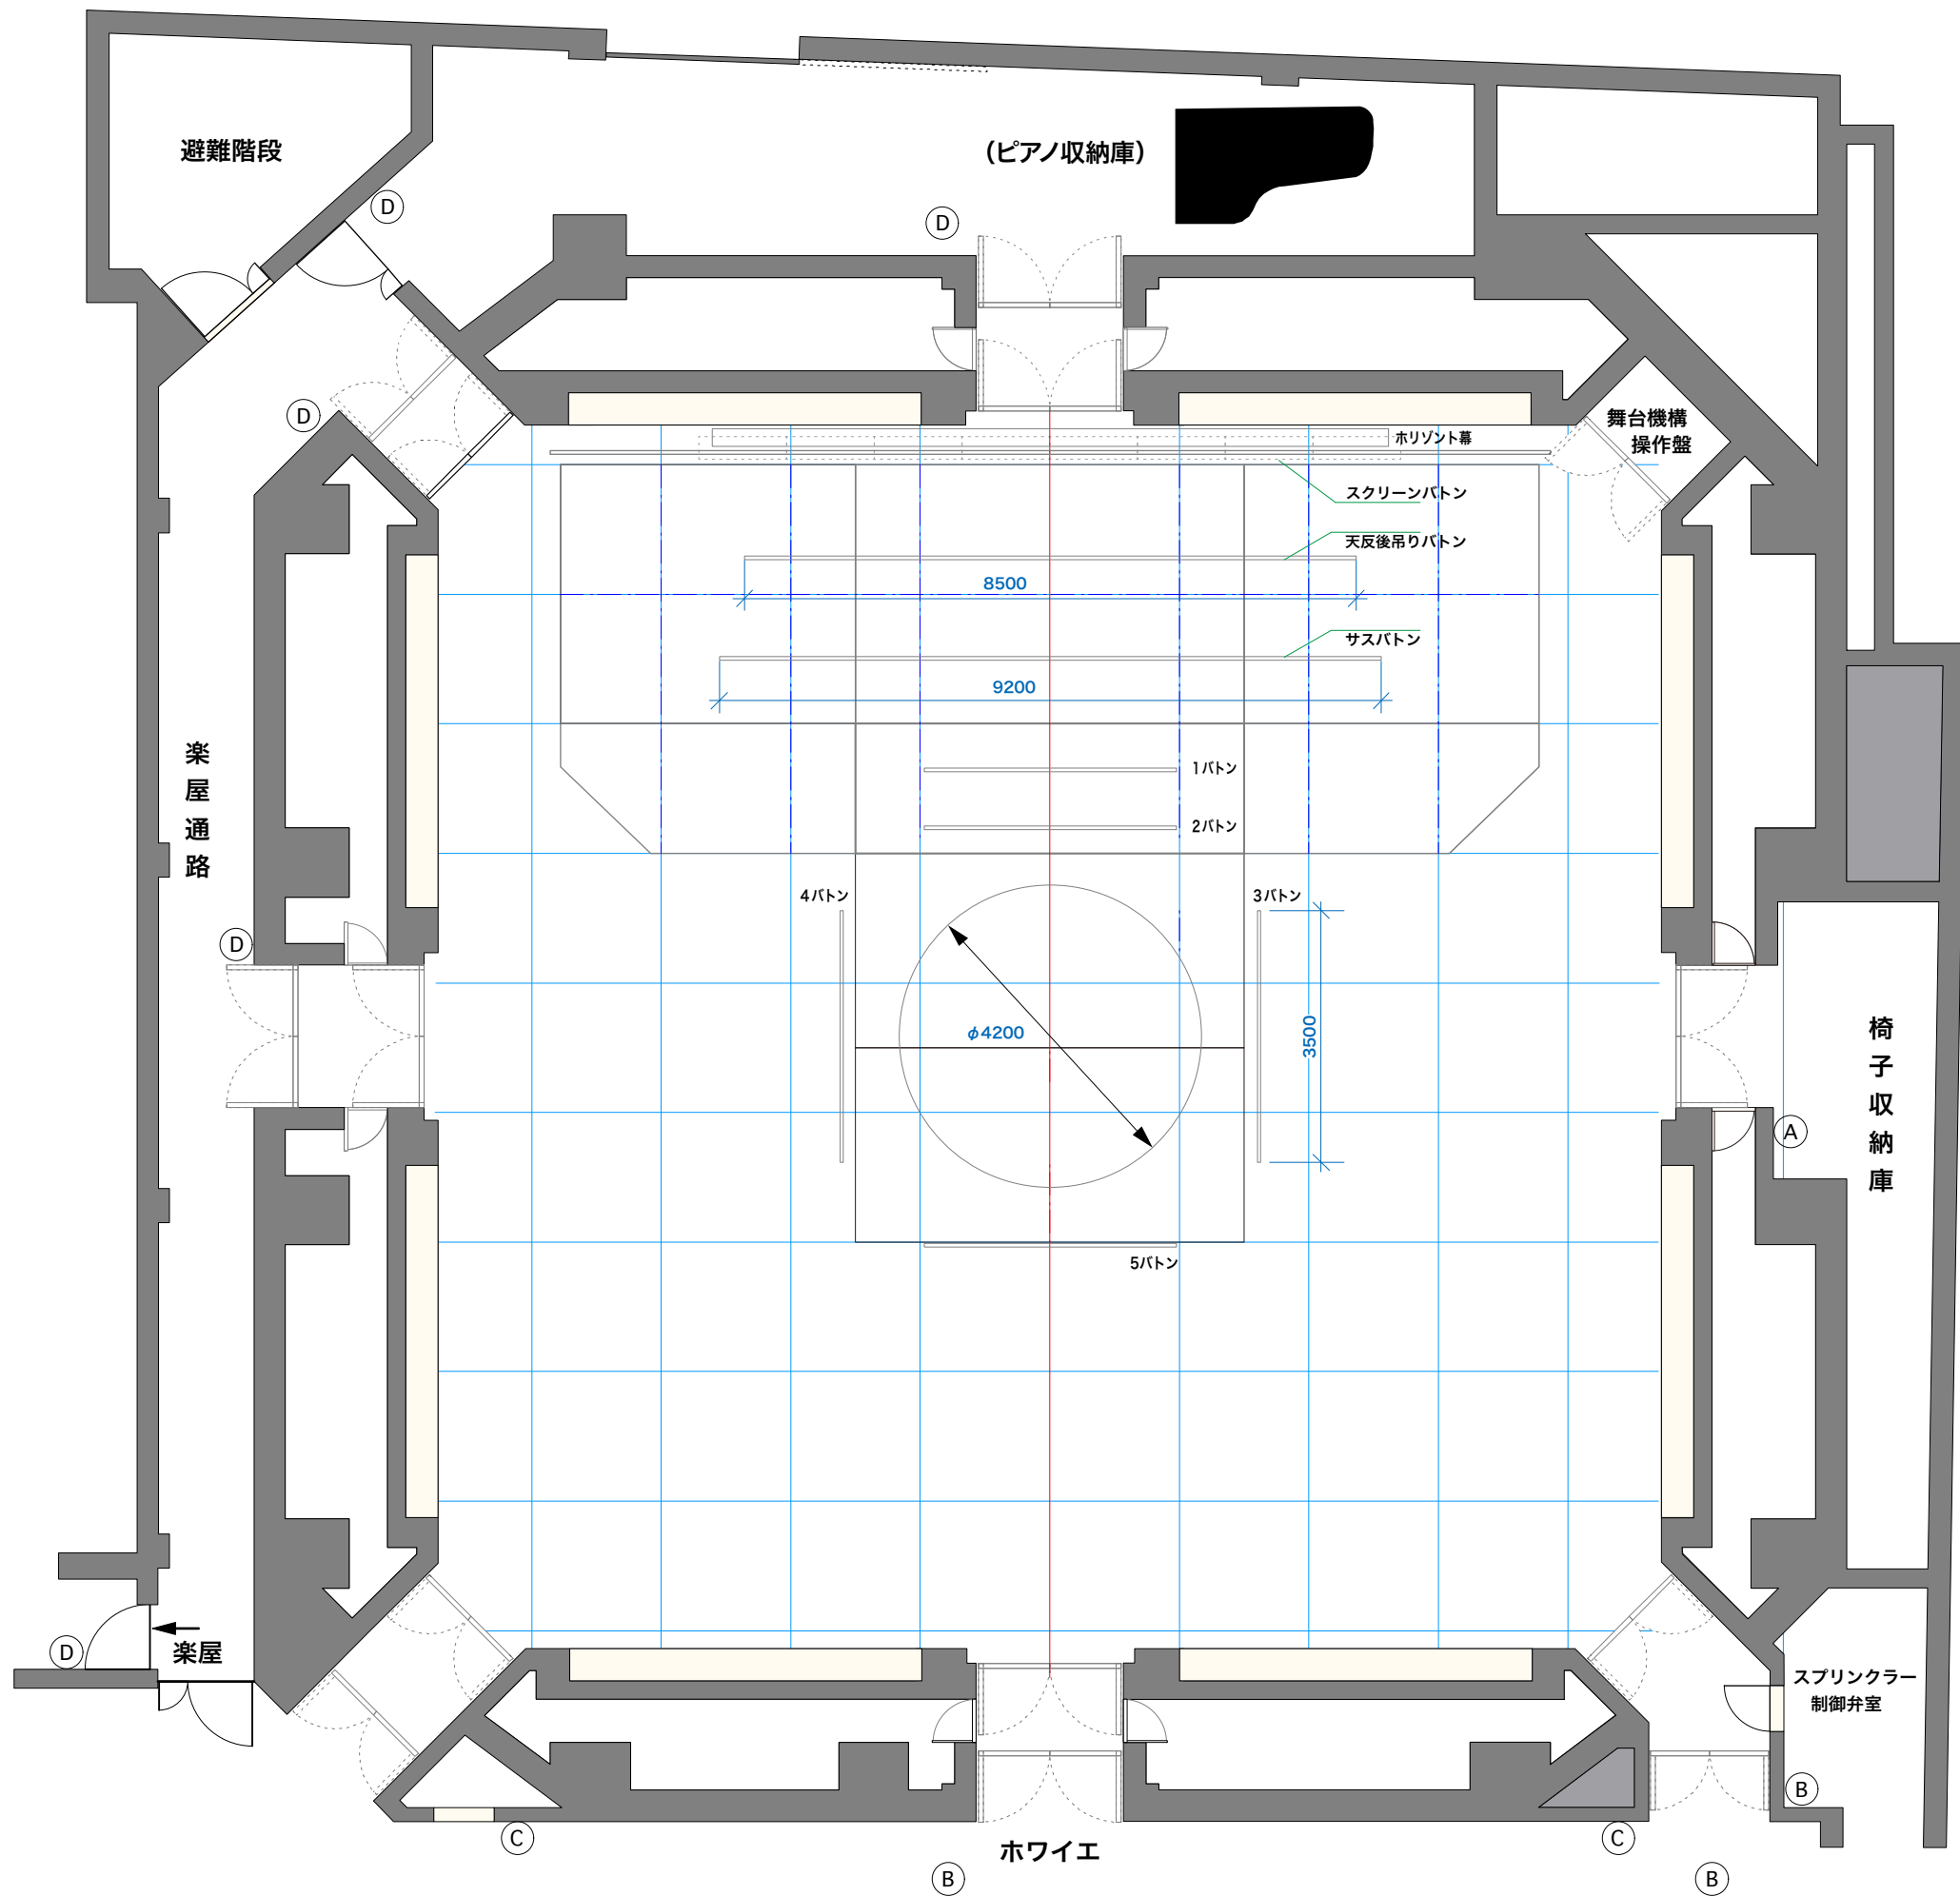 避難階段
(ピアノ収納庫)
D
D
D
舞台機構
操作盤
ホリゾント幕
スクリーンバトン
天反後吊りバトン
8500
サスバトン
9200
楽屋通路
1バトン
2バトン
4バトン
3バトン
D
φ4200
3500
椅子収納庫
A
5バトン
D
楽屋
スプリンクラー
制御弁室
B
C
C
ホワイエ
B
B